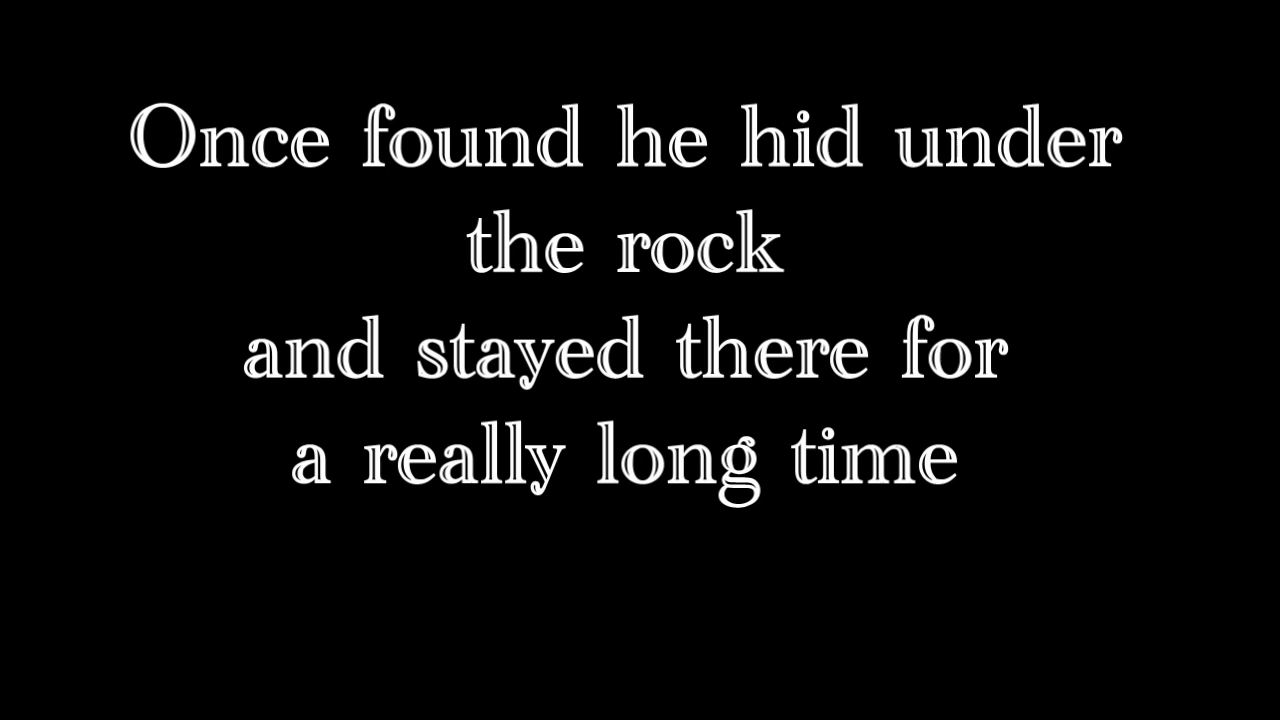 Once found he hid under
the rock
and stayed there for
a really long time